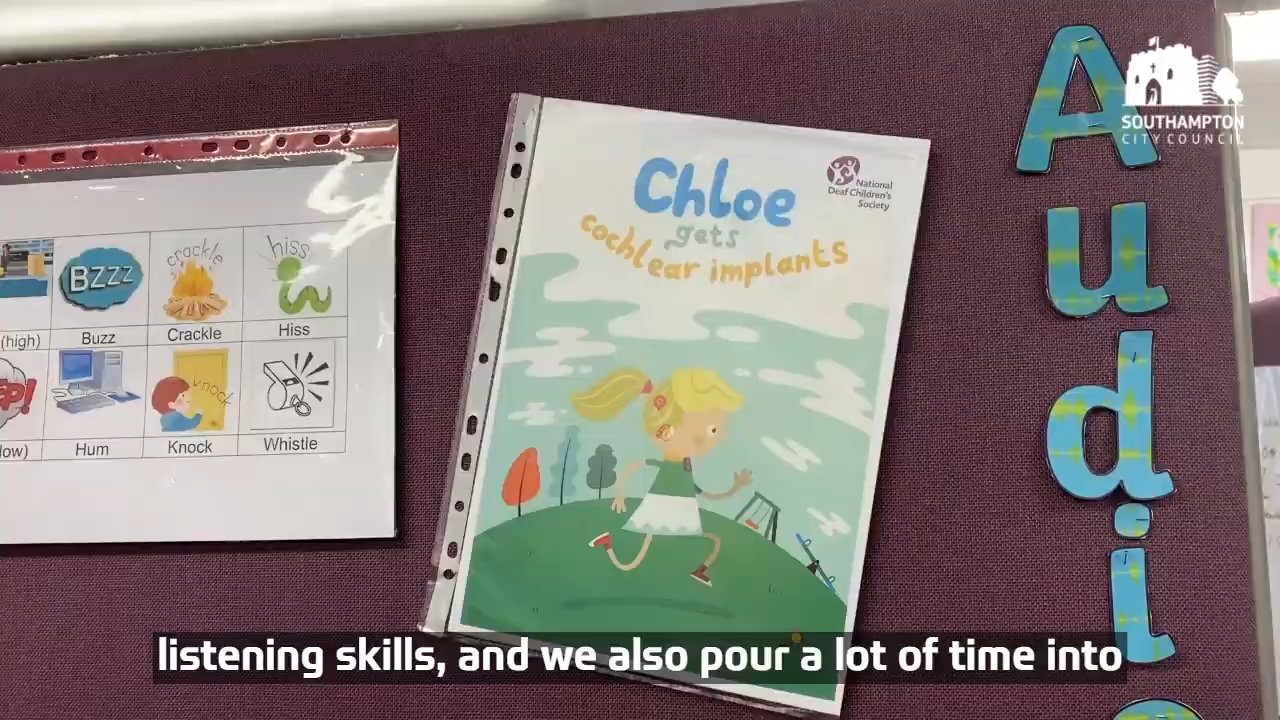 SOUTHAMPTON
CITY COUNCIL
Chloe
gets
cochlear implants
National
Deaf Children's
Society
BZZZ
crackle
hiss
(high)
Buzz
Crackle
Hiss
knock
Hum
Knock
Whistle
Audi
listening skills, and we also pour a lot of time into